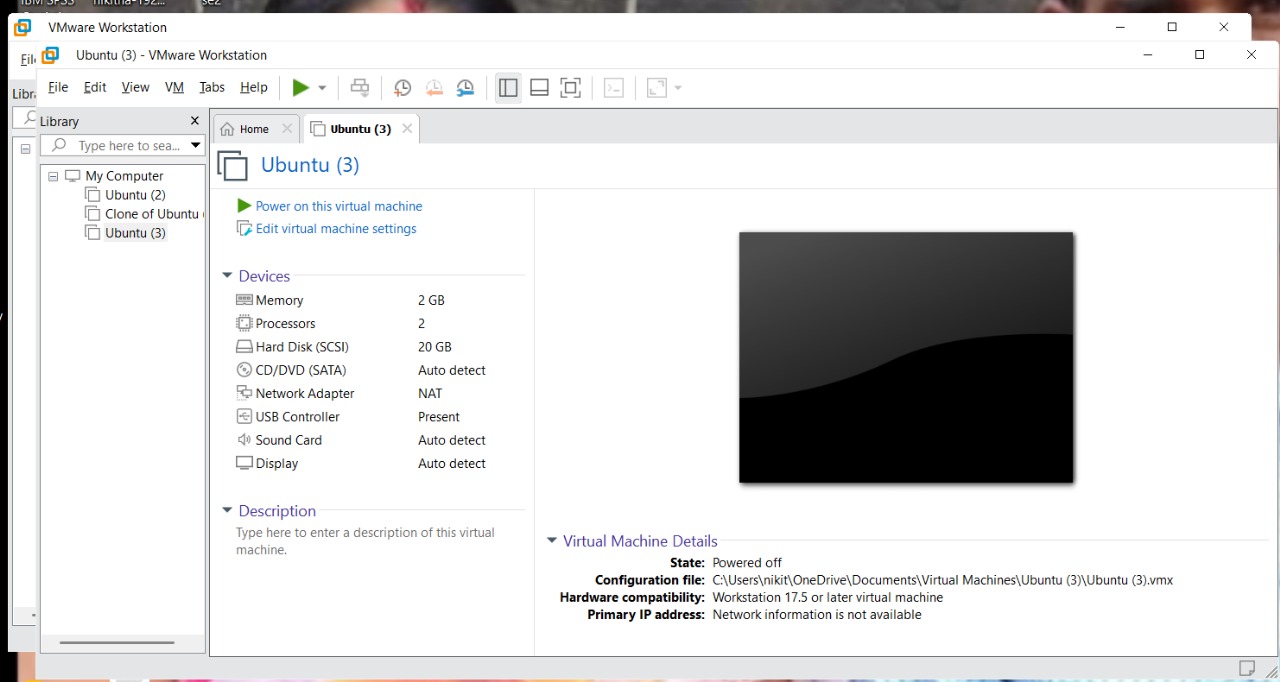 IBM SPSS nikitha-192... se2
VMware Workstation
Ubuntu (3) - VMware Workstation
File Edit View VM Tabs Help
Library
Type here to sea...
My Computer
Ubuntu (2)
Clone of Ubuntu (
Ubuntu (3)
Home
Ubuntu (3)
Ubuntu (3)
Power on this virtual machine
Edit virtual machine settings
Devices
Memory 2 GB
Processors 2
Hard Disk (SCSI) 20 GB
CD/DVD (SATA) Auto detect
Network Adapter NAT
USB Controller Present
Sound Card Auto detect
Display Auto detect
Description
Type here to enter a description of this virtual
machine.
Virtual Machine Details
State: Powered off
Configuration file: C:\Users\nikit\OneDrive\Documents\Virtual Machines\Ubuntu (3)\Ubuntu (3).vmx
Hardware compatibility: Workstation 17.5 or later virtual machine
Primary IP address: Network information is not available